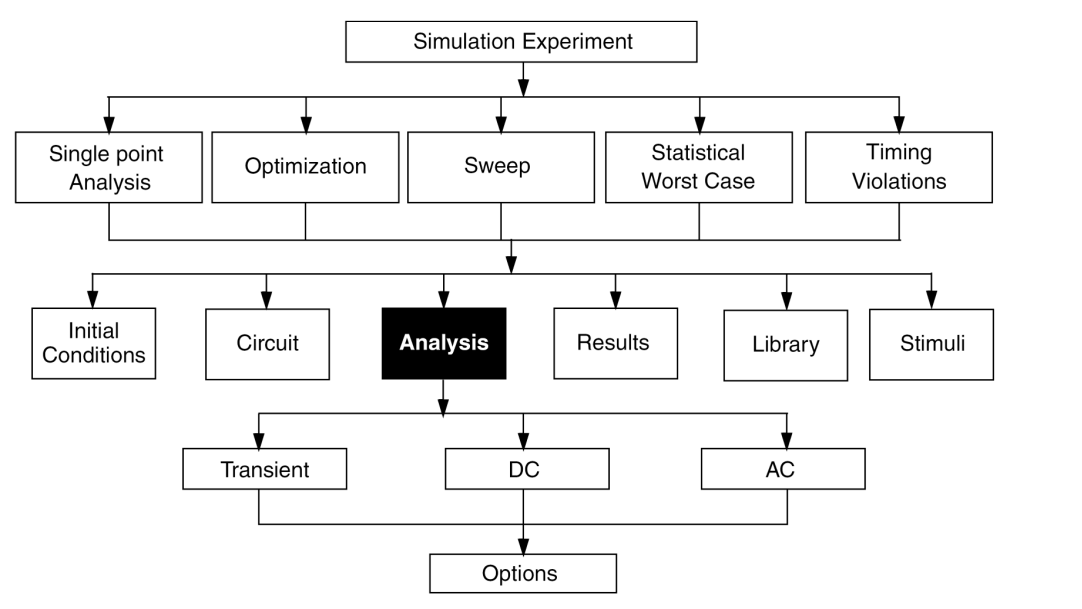 Simulation Experiment
Single point
Analysis
Optimization
Sweep
Statistical
Worst Case
Timing
Violations
Initial
Conditions
Circuit
Analysis
Results
Library
Stimuli
Transient
DC
AC
Options